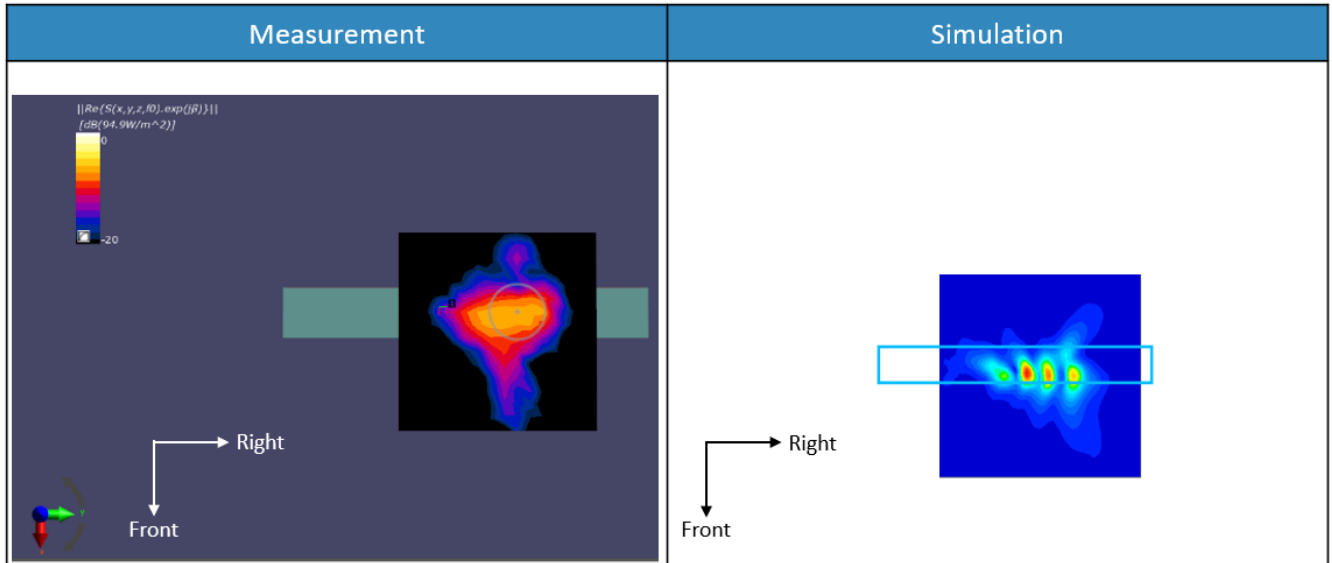 Measurement
Simulation
||Re{S(x,y,z,f0).exp(jβ)}||
[dB(94.9W/m^2)]
0
-20
Right
Front
Y
Right
Front